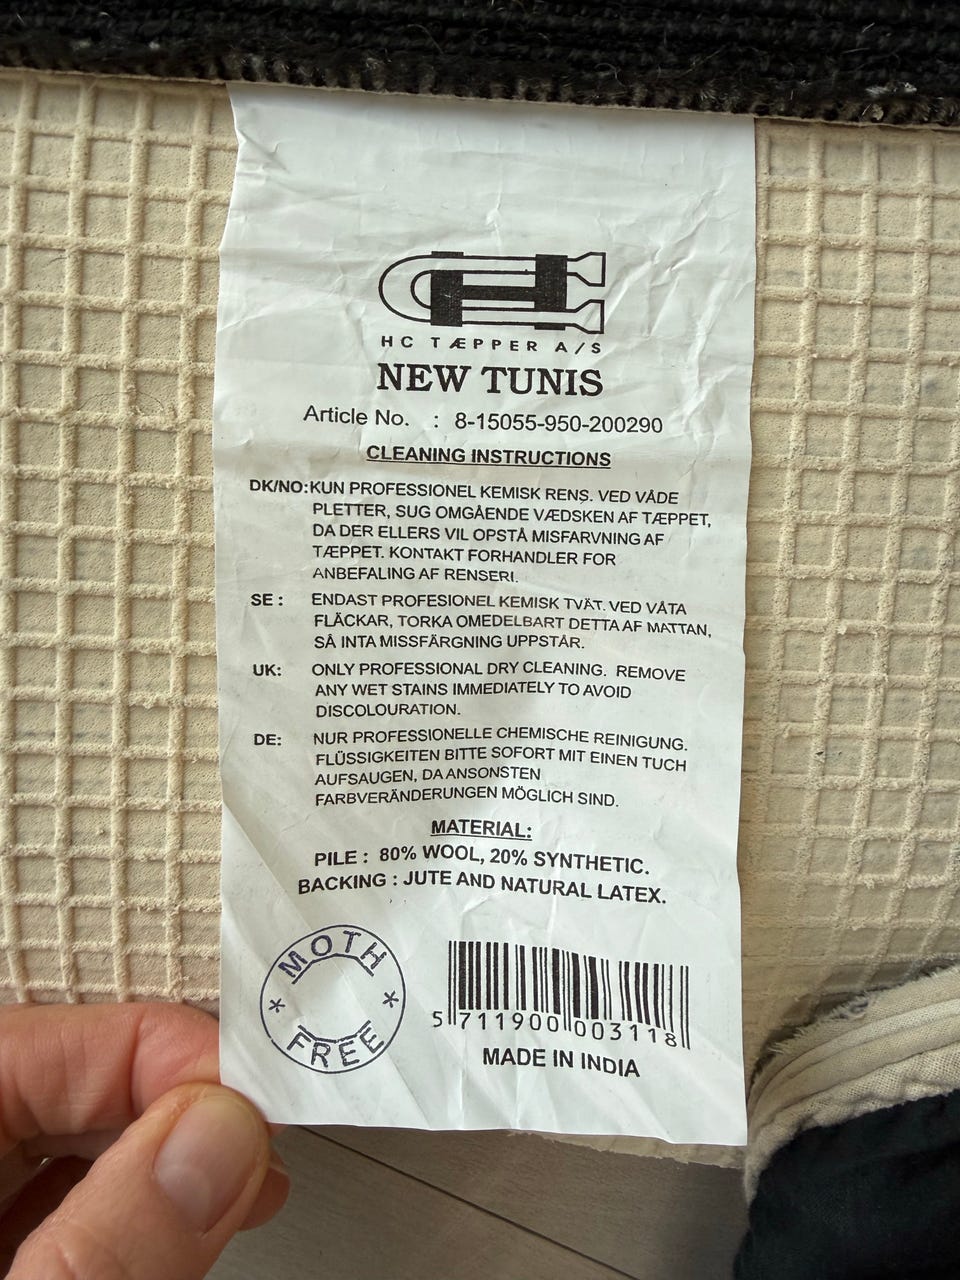 HC TÆPPER A/S
NEW TUNIS
Article No. : 8-15055-950-200290
CLEANING INSTRUCTIONS
DK/NO: KUN PROFESSIONEL KEMISK RENS. VED VÅDE
PLETTER, SUG OMGÅENDE VÆDSKEN AF TÆPPET,
DA DER ELLERS VIL OPSTÅ MISFARVNING AF
TÆPPET. KONTAKT FORHANDLER FOR
ANBEFALING AF RENSERI.
SE : ENDAST PROFESIONEL KEMISK TVÄT. VED VÅTA
FLÄCKAR, TORKA OMEDELBART DETTA AF MATTAN,
SÅ INTA MISSFÄRGNING UPPSTÅR.
UK: ONLY PROFESSIONAL DRY CLEANING. REMOVE
ANY WET STAINS IMMEDIATELY TO AVOID
DISCOLOURATION.
DE: NUR PROFESSIONELLE CHEMISCHE REINIGUNG.
FLÜSSIGKEITEN BITTE SOFORT MIT EINEN TUCH
AUFSAUGEN, DA ANSONSTEN
FARBVERÄNDERUNGEN MÖGLICH SIND.
MATERIAL:
PILE : 80% WOOL, 20% SYNTHETIC.
BACKING : JUTE AND NATURAL LATEX.
* MOTH *
FREE
5 711900 003118
MADE IN INDIA